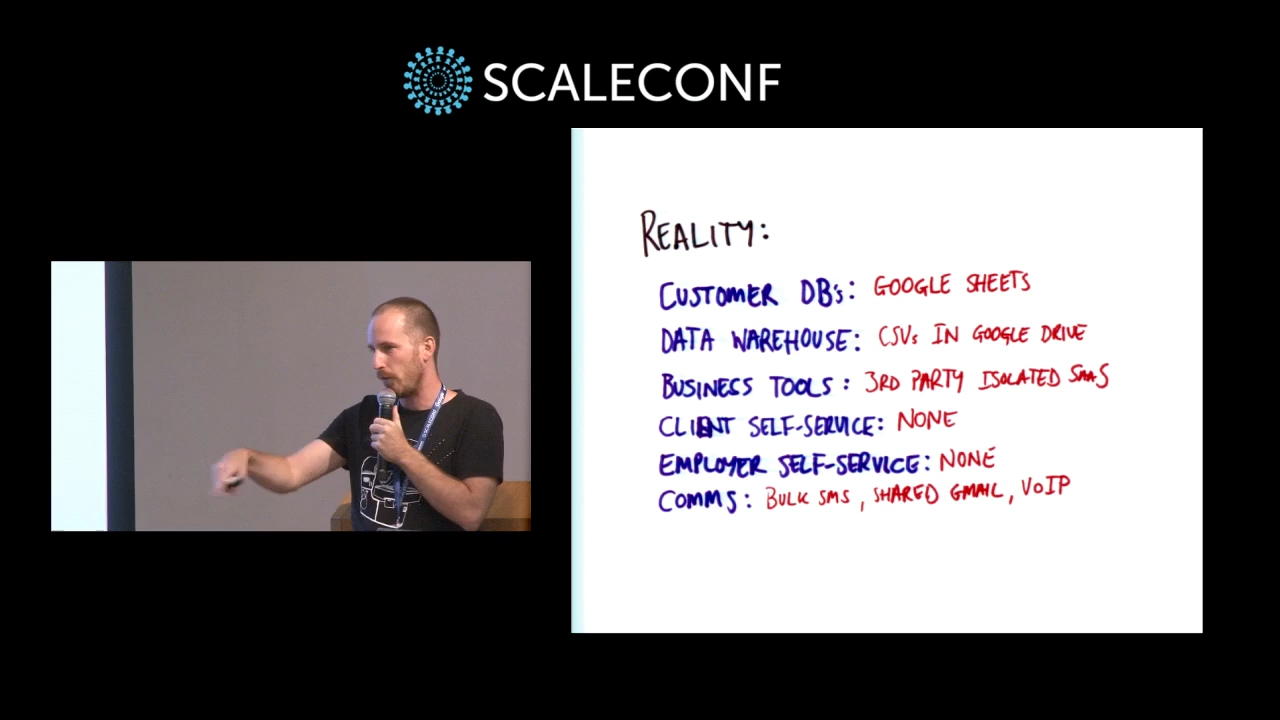 SCALECONF
REALITY:
CUSTOMER DB's: GOOGLE SHEETS
DATA WAREHOUSE: CSVs IN GOOGLE DRIVE
BUSINESS TOOLS: 3RD PARTY ISOLATED SAAS
CLIENT SELF-SERVICE: NONE
EMPLOYER SELF-SERVICE: NONE
COMMS: BULK SMS, SHARED GMAIL, VOIP